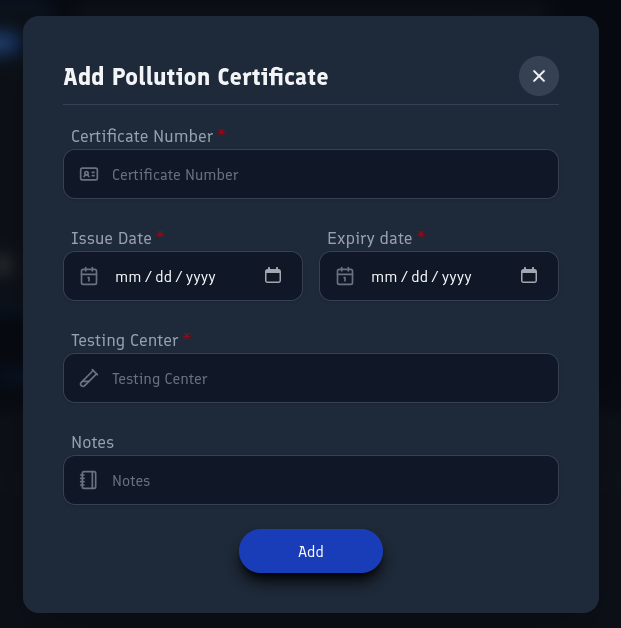 Add Pollution Certificate
Certificate Number *
Certificate Number
Issue Date * Expiry date *
mm / dd / yyyy mm / dd / yyyy
Testing Center *
Testing Center
Notes
Notes
Add